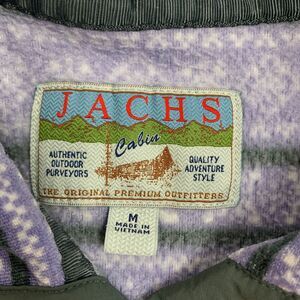 JACHS
Cabin
AUTHENTIC
OUTDOOR
PURVEYORS
QUALITY
ADVENTURE
STYLE
THE ORIGINAL PREMIUM OUTFITTERS
M
MADE IN
VIETNAM